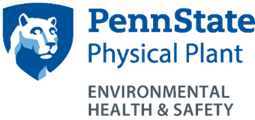 PennState
Physical Plant
ENVIRONMENTAL
HEALTH & SAFETY